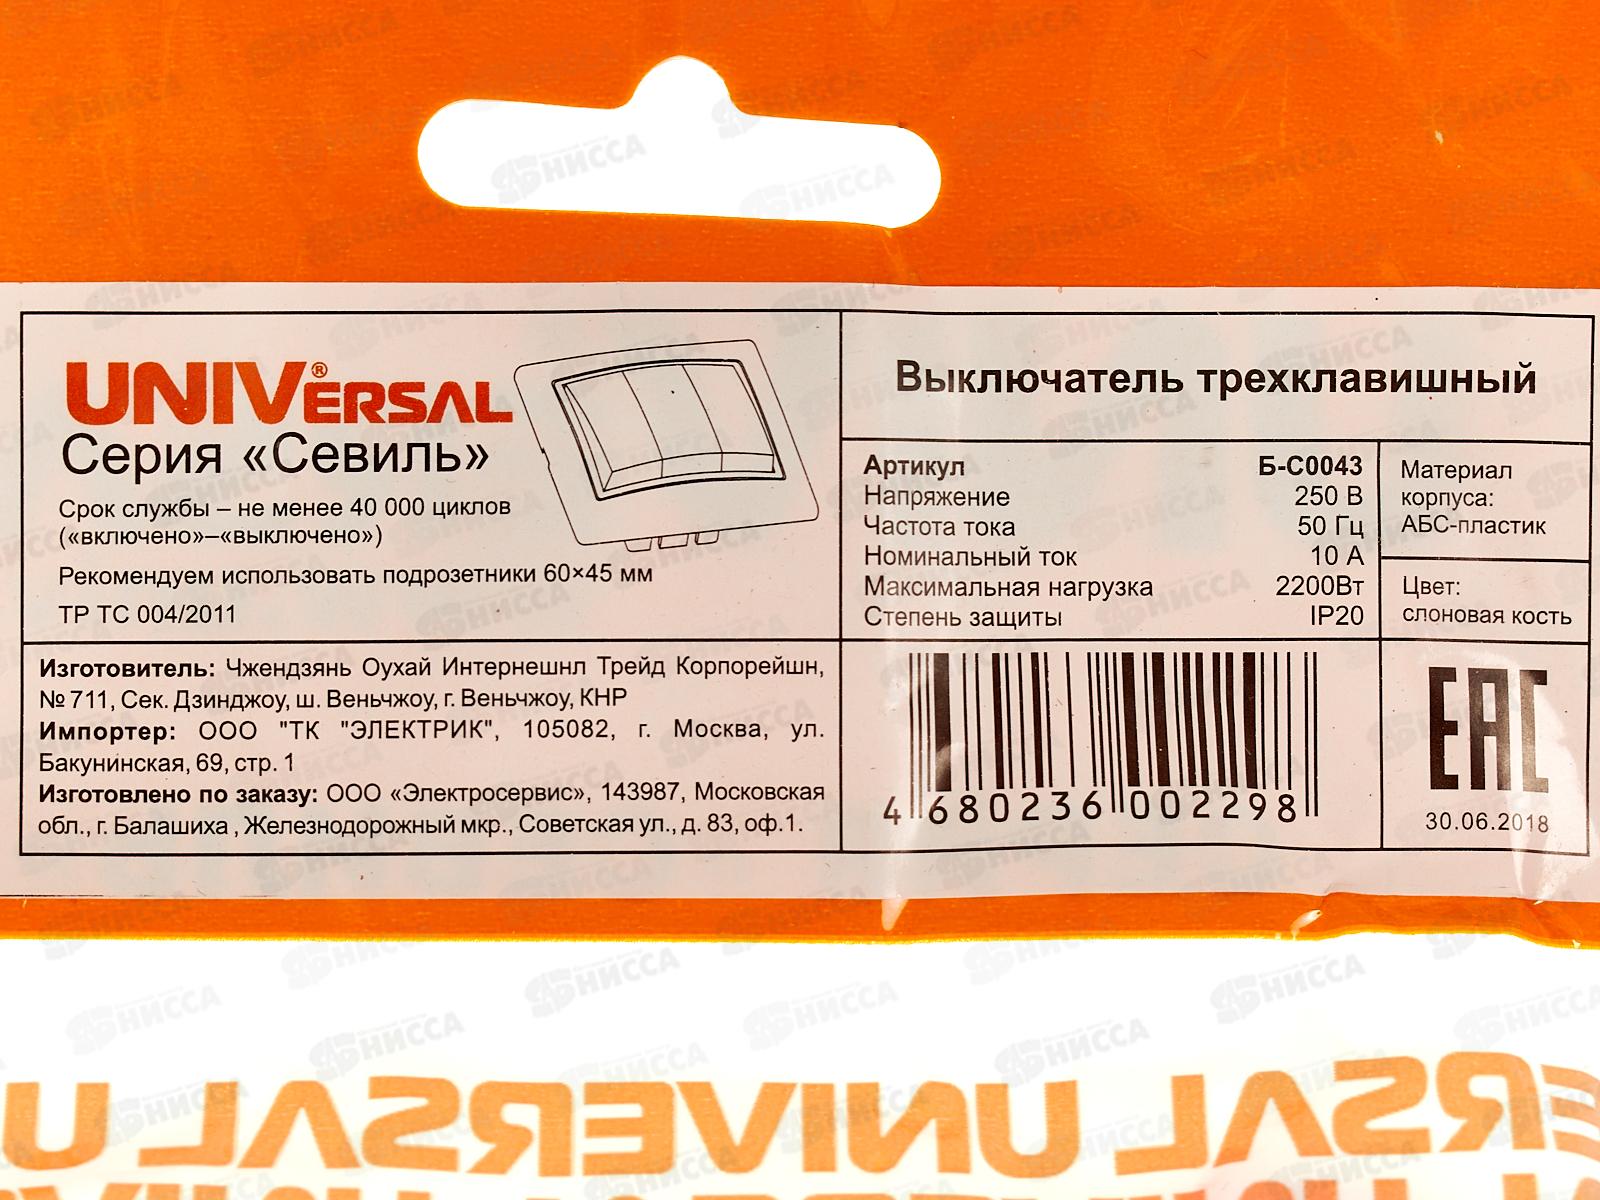 UNIVERSAL®
Серия «Севиль»
Срок службы – не менее 40 000 циклов
(«включено»–«выключено»)
Рекомендуем использовать подрозетники 60×45 мм
ТР ТС 004/2011
Выключатель трехклавишный
Артикул Б-С0043
Напряжение 250 В
Частота тока 50 Гц
Номинальный ток 10 А
Максимальная нагрузка 2200Вт
Степень защиты IP20
Материал
корпуса:
АБС-пластик
Цвет:
слоновая кость
Изготовитель: Чжендзянь Оухай Интернешнл Трейд Корпорейшн,
№ 711, Сек. Дзинджоу, ш. Веньчжоу, г. Веньчжоу, КНР
Импортер: ООО "ТК "ЭЛЕКТРИК", 105082, г. Москва, ул.
Бакунинская, 69, стр. 1
Изготовлено по заказу: ООО «Электросервис», 143987, Московская
обл., г. Балашиха , Железнодорожный мкр., Советская ул., д. 83, оф.1.
4 680236 002298
ЕАС
30.06.2018
ERSAL UNIVERSAL U